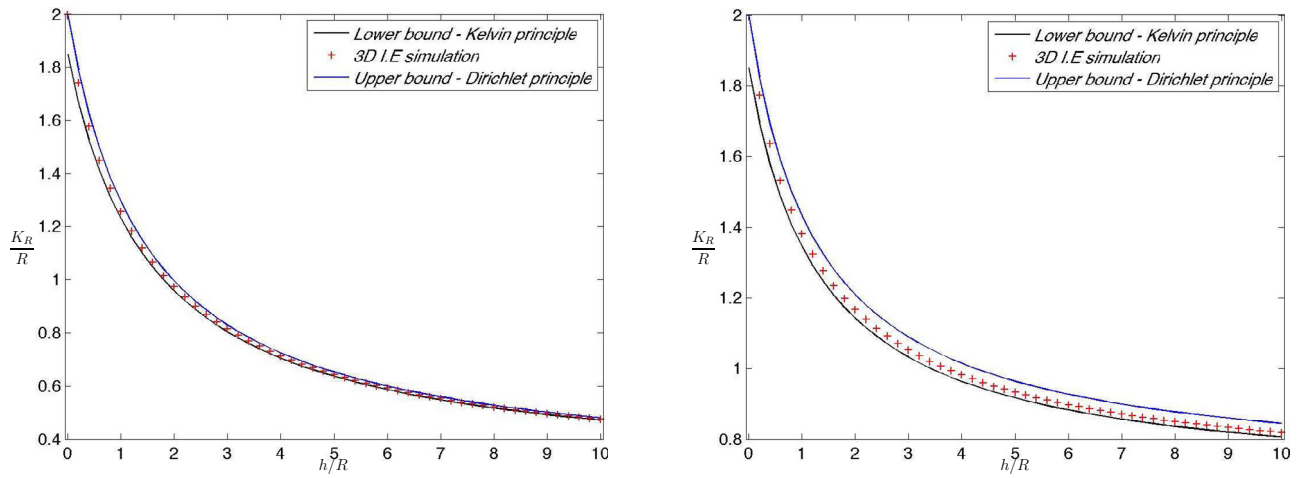 2
1.8
1.6
1.4
1.2
1
0.8
0.6
0.4
K_R
R
Lower bound - Kelvin principle
3D I.E simulation
Upper bound - Dirichlet principle
0 1 2 3 4 5 6 7 8 9 10
h/R
2
1.8
1.6
1.4
1.2
1
0.8
K_R
R
Lower bound - Kelvin principle
3D I.E simulation
Upper bound - Dirichlet principle
0 1 2 3 4 5 6 7 8 9 10
h/R